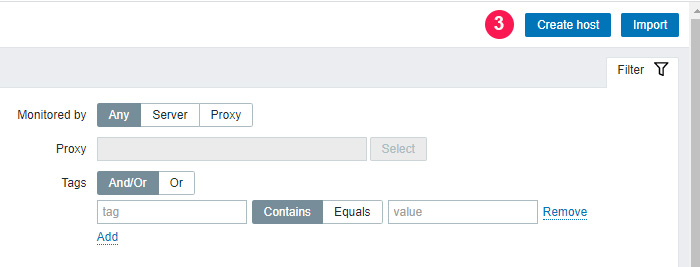 3 Create host Import
Filter
Monitored by Any Server Proxy
Proxy Select
Tags And/Or Or
tag Contains Equals value Remove
Add